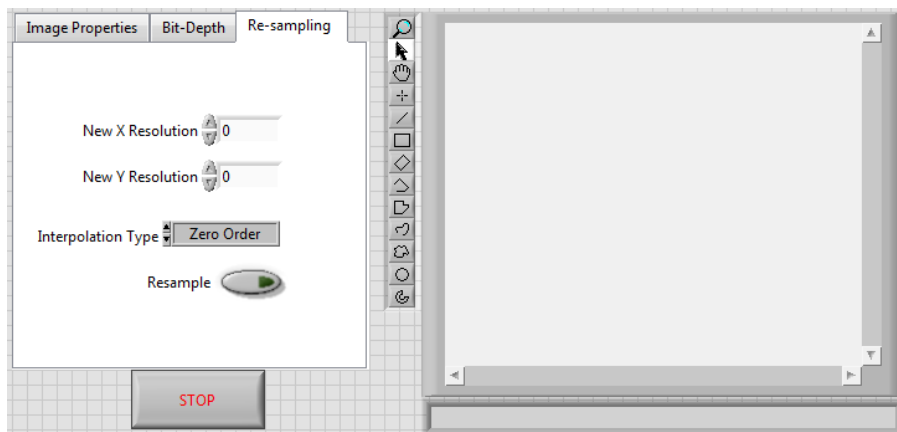 Image Properties Bit-Depth Re-sampling
New X Resolution 0
New Y Resolution 0
Interpolation Type Zero Order
Resample
STOP